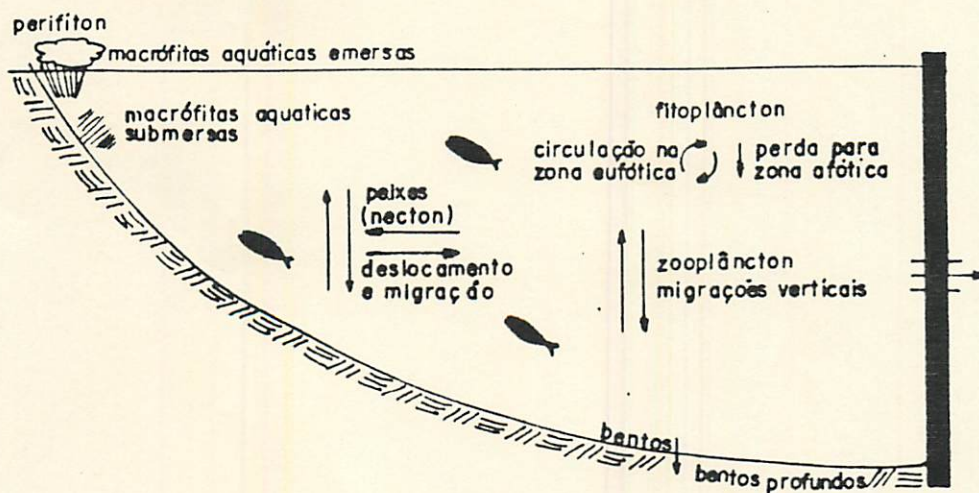 perifíton
macrófitas aquáticas emersas
macrófitas aquaticas
submersas
fitoplâncton
circulação na
zona eufótica
perda para
zona afótica
peixes
(necton)
deslocamento
e migração
zooplâncton
migrações verticais
bentos
bentos profundos